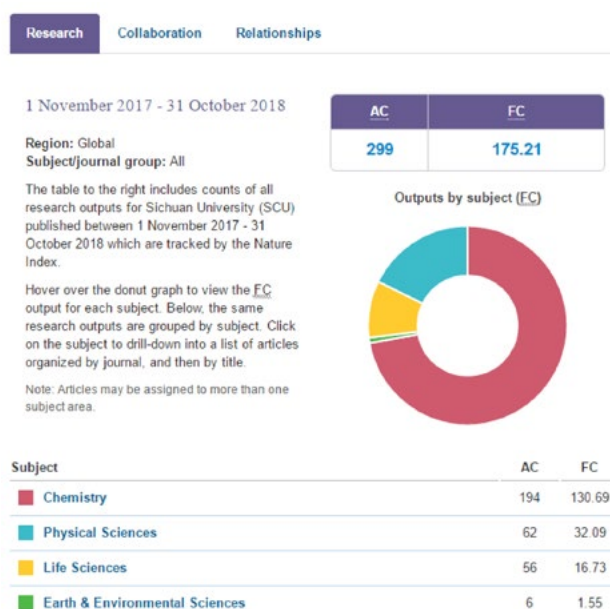 Research Collaboration Relationships
1 November 2017 - 31 October 2018
Region: Global
Subject/journal group: All
The table to the right includes counts of all
research outputs for Sichuan University (SCU)
published between 1 November 2017 - 31
October 2018 which are tracked by the Nature
Index.
Hover over the donut graph to view the FC
output for each subject. Below, the same
research outputs are grouped by subject. Click
on the subject to drill-down into a list of articles
organized by journal, and then by title.
Note: Articles may be assigned to more than one
subject area.
AC FC
299 175.21
Outputs by subject (FC)
Subject AC FC
Chemistry 194 130.69
Physical Sciences 62 32.09
Life Sciences 56 16.73
Earth & Environmental Sciences 6 1.55